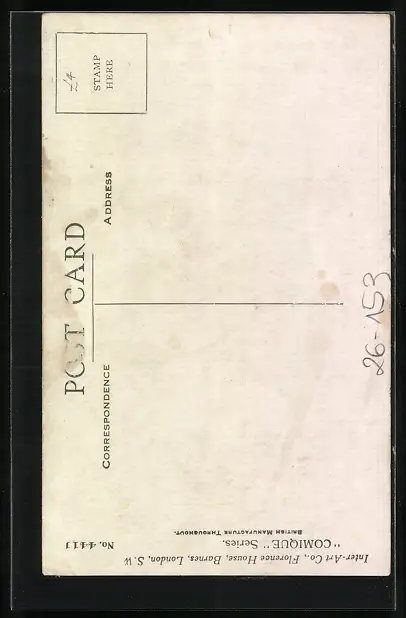 POST CARD
CORRESPONDENCE
ADDRESS
STAMP
HERE
£4
26-153
Inter-Art Co., Florence House, Barnes, London, S.W
"COMIQUE" Series.
BRITISH MANUFACTURE THROUGHOUT.
No.